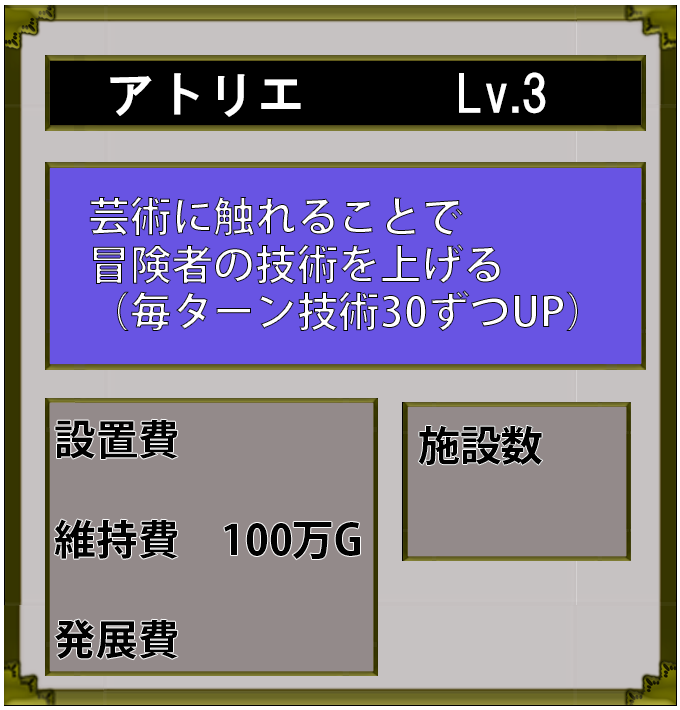 アトリエ Lv.3
芸術に触れることで
冒険者の技術を上げる
（毎ターン技術30ずつUP）
設置費
施設数
維持費 100万G
発展費